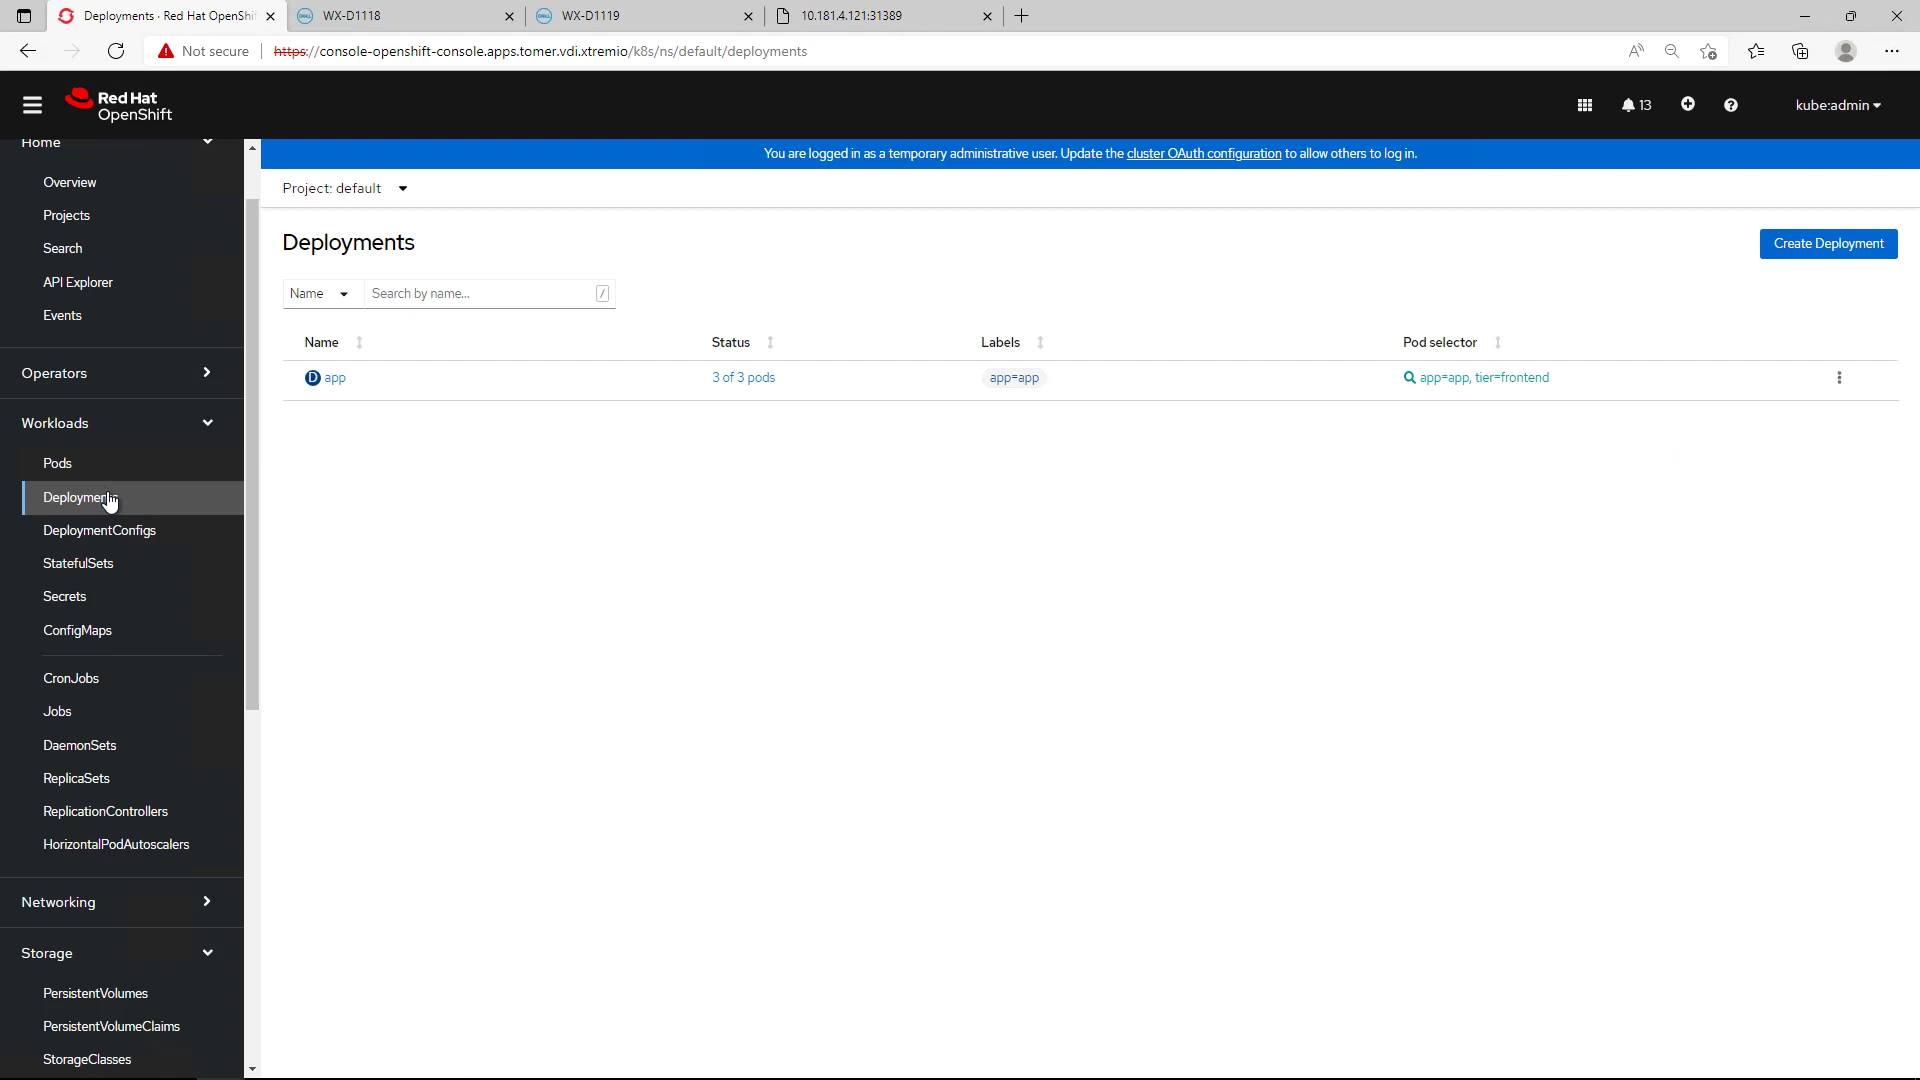 Deployments · Red Hat OpenShi
WX-D1118
WX-D1119
10.181.4.121:31389
Not secure
https://console-openshift-console.apps.tomer.vdi.xtremio/k8s/ns/default/deployments
Red Hat
OpenShift
13
kube:admin
You are logged in as a temporary administrative user. Update the cluster OAuth configuration to allow others to log in.
Home
Overview
Projects
Search
API Explorer
Events
Operators
Workloads
Pods
Deployments
DeploymentConfigs
StatefulSets
Secrets
ConfigMaps
CronJobs
Jobs
DaemonSets
ReplicaSets
ReplicationControllers
HorizontalPodAutoscalers
Networking
Storage
PersistentVolumes
PersistentVolumeClaims
StorageClasses
Project: default
Deployments
Create Deployment
Name
Search by name...
/
Name
Status
Labels
Pod selector
D app
3 of 3 pods
app=app
app=app, tier=frontend